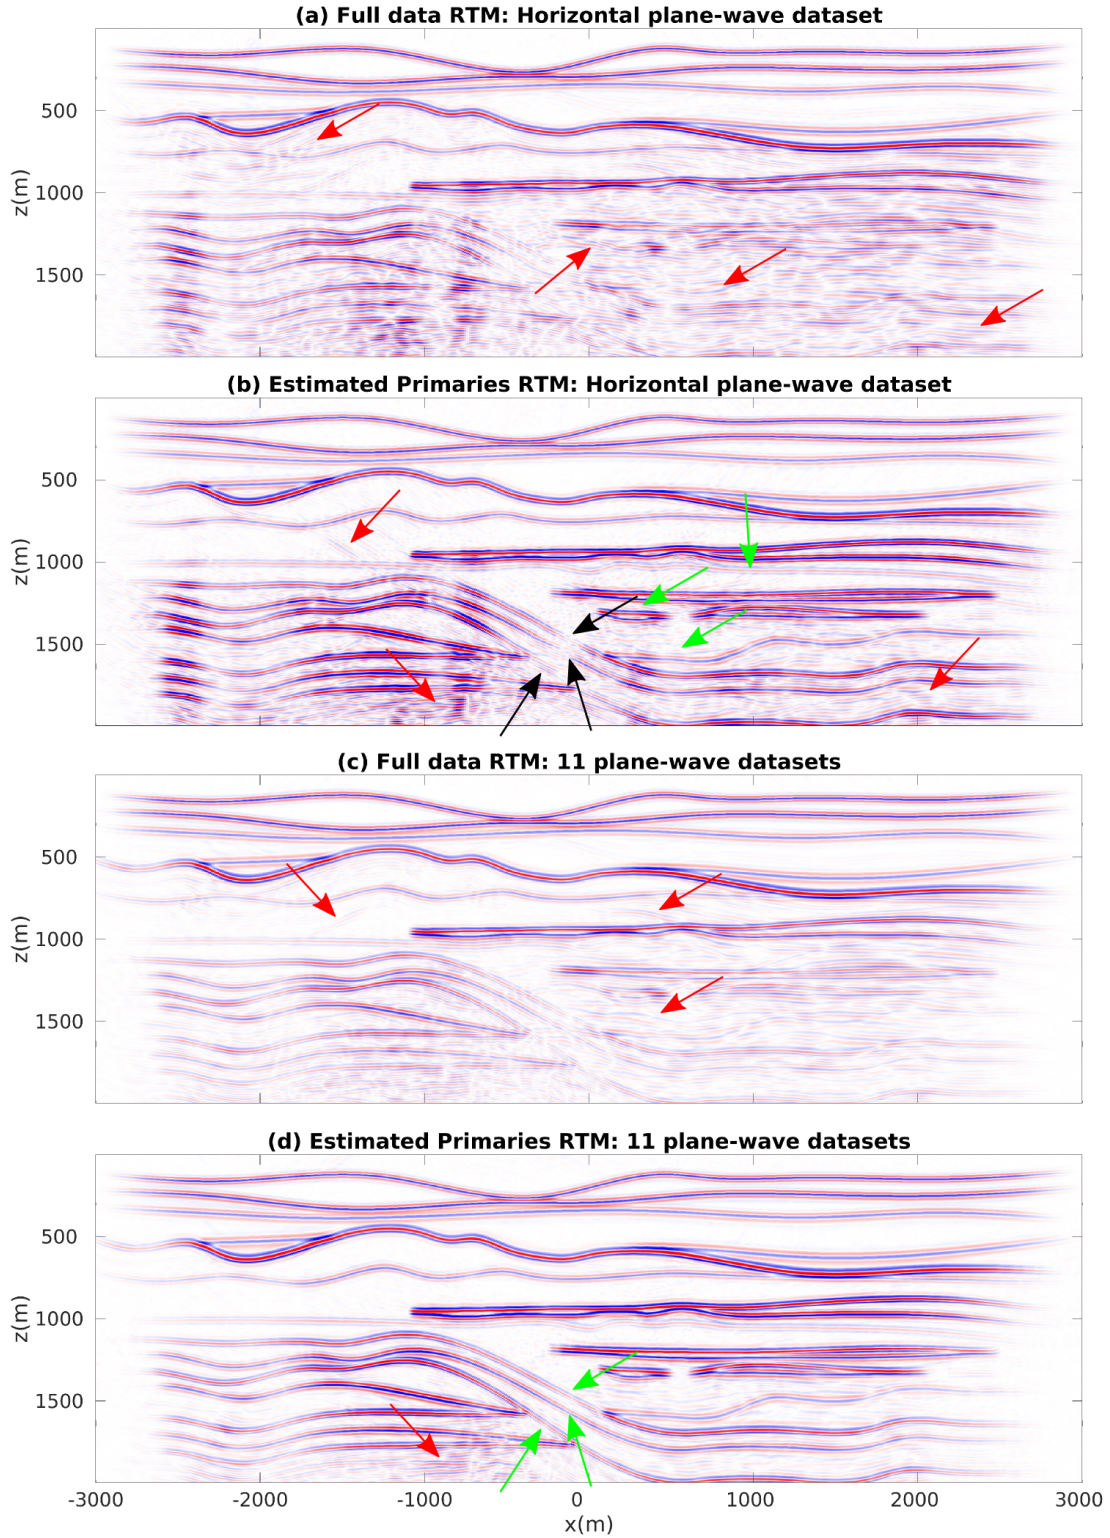 (a) Full data RTM: Horizontal plane-wave dataset
500
1000
1500
z(m)
(b) Estimated Primaries RTM: Horizontal plane-wave dataset
500
1000
1500
z(m)
(c) Full data RTM: 11 plane-wave datasets
500
1000
1500
z(m)
(d) Estimated Primaries RTM: 11 plane-wave datasets
500
1000
1500
z(m)
-3000 -2000 -1000 0 1000 2000 3000
x(m)